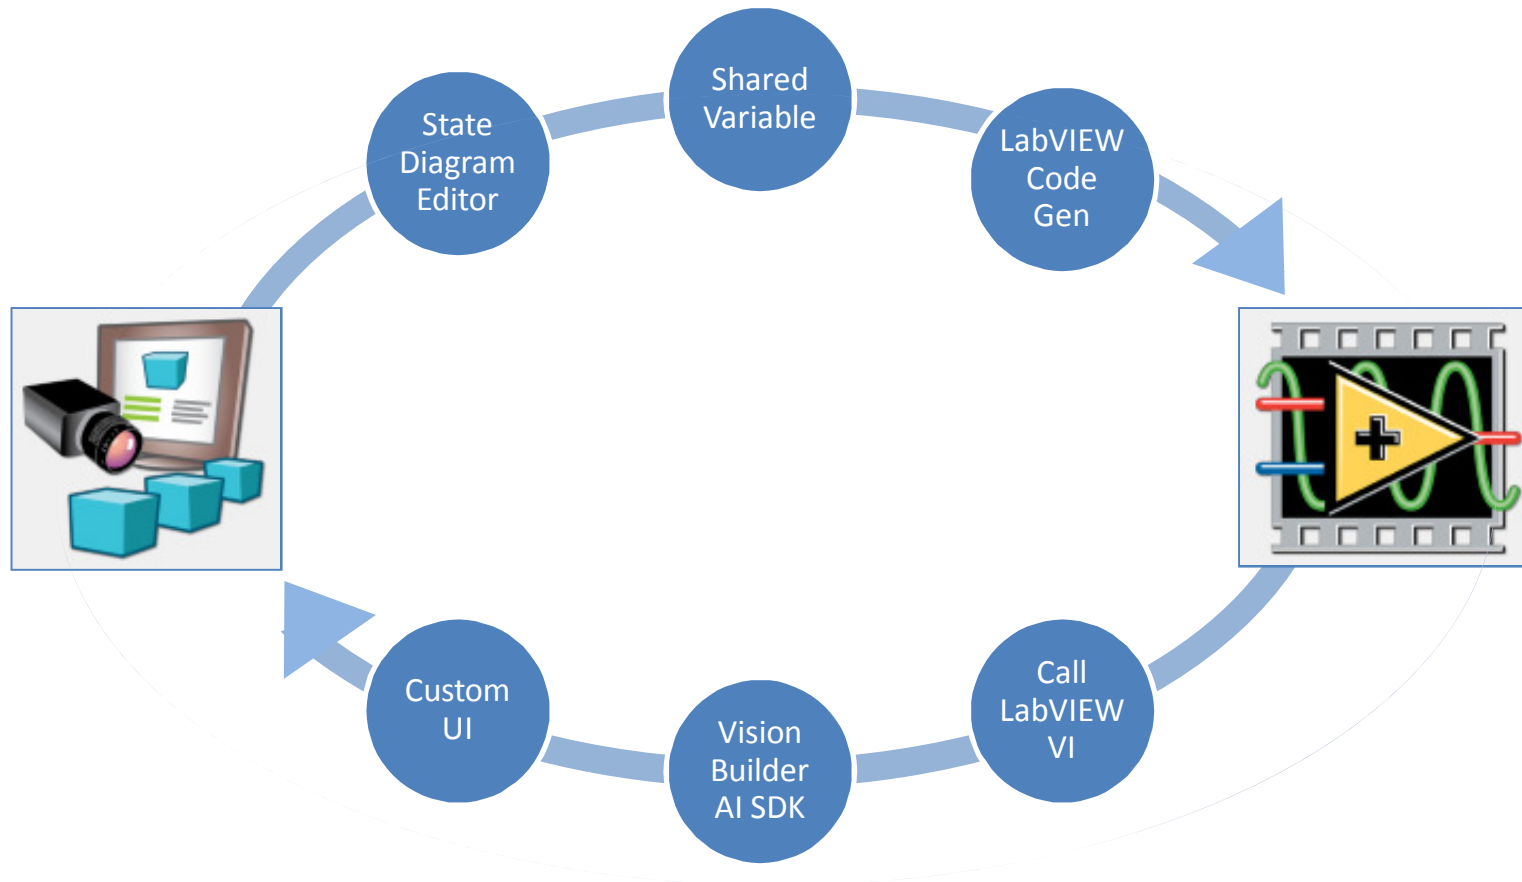 State
Diagram
Editor
Shared
Variable
LabVIEW
Code
Gen
Custom
UI
Vision
Builder
AI SDK
Call
LabVIEW
VI